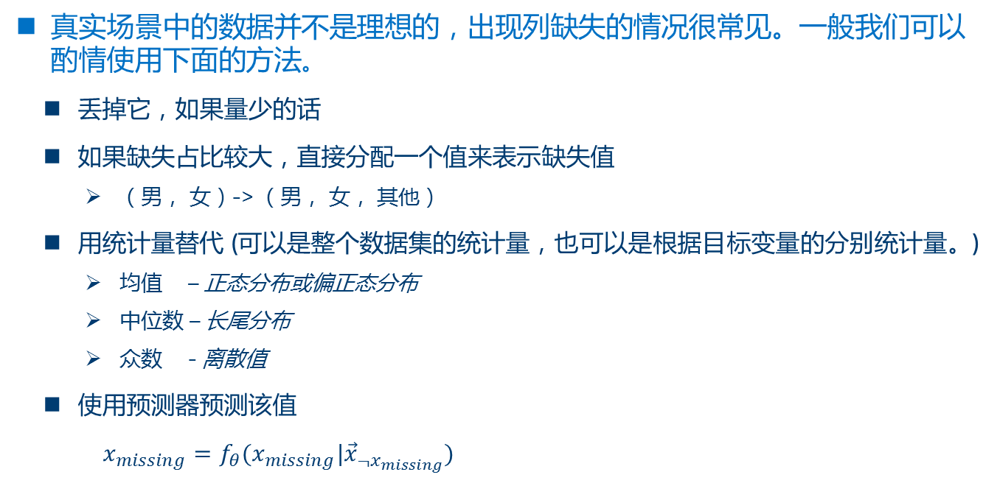 真实场景中的数据并不是理想的，出现列缺失的情况很常见。一般我们可以
酌情使用下面的方法。
丢掉它，如果量少的话
如果缺失占比较大，直接分配一个值来表示缺失值
（男， 女）->（男， 女， 其他）
用统计量替代 (可以是整个数据集的统计量，也可以是根据目标变量的分别统计量。)
均值 – 正态分布或偏正态分布
中位数 – 长尾分布
众数 - 离散值
使用预测器预测该值
$x_{missing} = f_{\theta}(x_{missing}|\vec{x}_{\neg x_{missing}})$